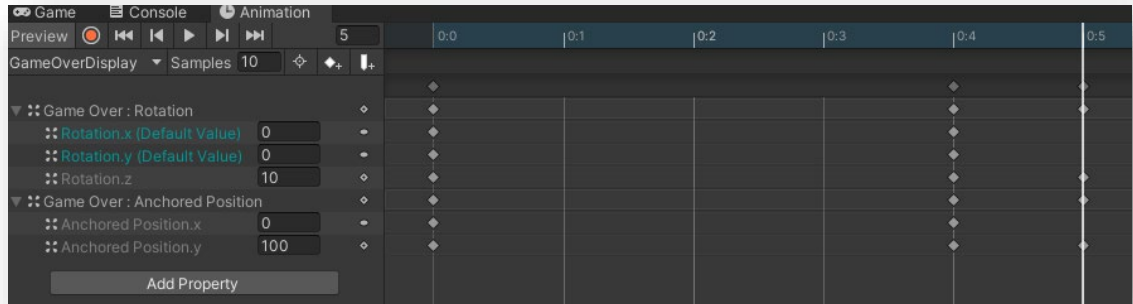 Game Console Animation
Preview 5 0:0 0:1 0:2 0:3 0:4 0:5
GameOverDisplay Samples 10
Game Over : Rotation
Rotation.x (Default Value) 0
Rotation.y (Default Value) 0
Rotation.z 10
Game Over : Anchored Position
Anchored Position.x 0
Anchored Position.y 100
Add Property